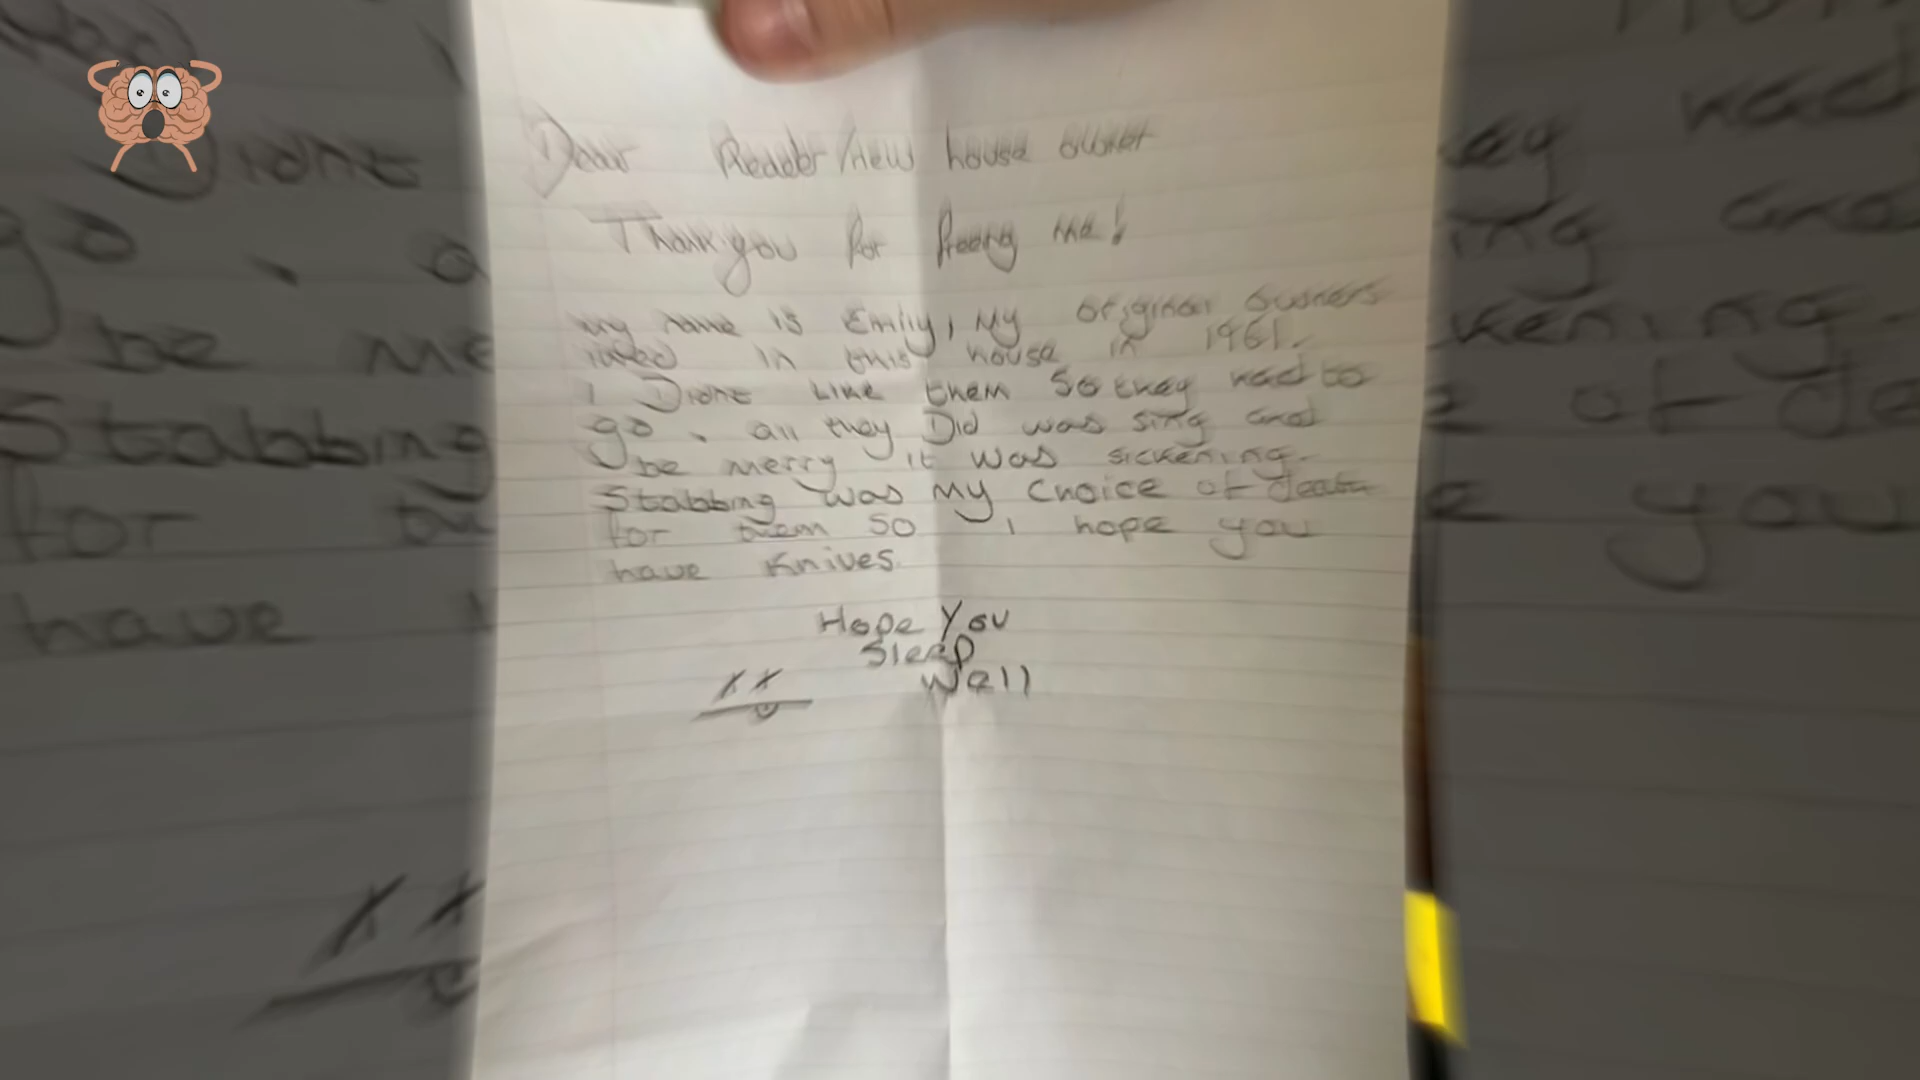 Dear Reader/new house owner
Thank you for freeing me!
my name is Emily, My original owners
lived in this house in 1961.
I Didnt Like them So they had to
go. all they Did was sing and
be merry it was sickening.
Stabbing was My Choice of death
for them So I hope you
have Knives.
Hope You
Sleep
Well